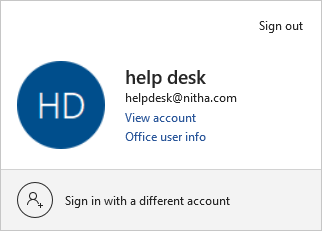 Sign out
HD
help desk
helpdesk@nitha.com
View account
Office user info
Sign in with a different account